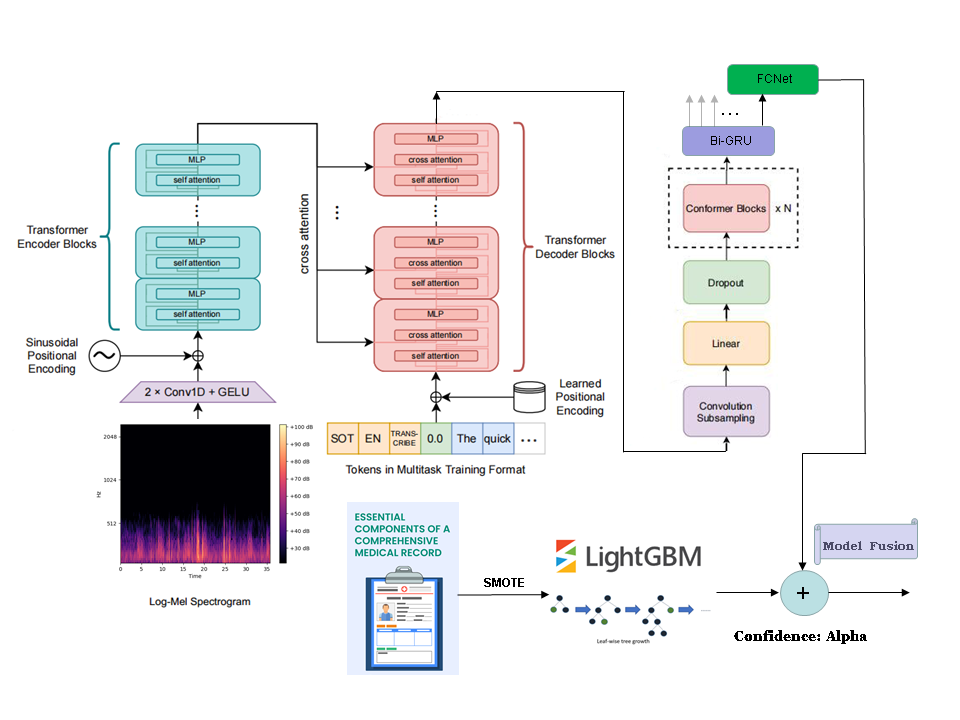 FCNet
...
Bi-GRU
Conformer Blocks
x N
Dropout
Linear
Convolution
Subsampling
Transformer
Encoder Blocks
MLP
self attention
...
MLP
self attention
MLP
self attention
cross attention
...
MLP
cross attention
self attention
...
MLP
cross attention
self attention
MLP
cross attention
self attention
Transformer
Decoder Blocks
Sinusoidal
Positional
Encoding
2 × Conv1D + GELU
Learned
Positional
Encoding
SOT
EN
TRANS-
CRIBE
0.0
The
quick
...
Tokens in Multitask Training Format
2048
1024
512
Hz
0 5 10 15 20 25 30 35
Time
+100 dB
+90 dB
+80 dB
+70 dB
+60 dB
+50 dB
+40 dB
+30 dB
Log-Mel Spectrogram
ESSENTIAL
COMPONENTS OF A
COMPREHENSIVE
MEDICAL RECORD
SMOTE
LightGBM
Leaf-wise tree growth
Model Fusion
+
Confidence: Alpha